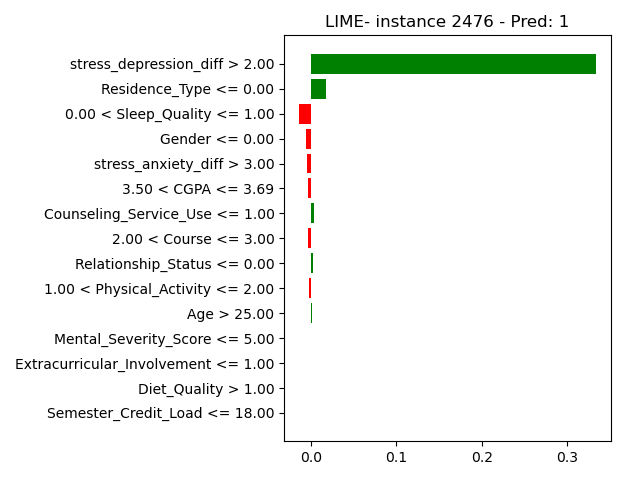 LIME- instance 2476 - Pred: 1
stress_depression_diff > 2.00
Residence_Type <= 0.00
0.00 < Sleep_Quality <= 1.00
Gender <= 0.00
stress_anxiety_diff > 3.00
3.50 < CGPA <= 3.69
Counseling_Service_Use <= 1.00
2.00 < Course <= 3.00
Relationship_Status <= 0.00
1.00 < Physical_Activity <= 2.00
Age > 25.00
Mental_Severity_Score <= 5.00
Extracurricular_Involvement <= 1.00
Diet_Quality > 1.00
Semester_Credit_Load <= 18.00
0.0 0.1 0.2 0.3